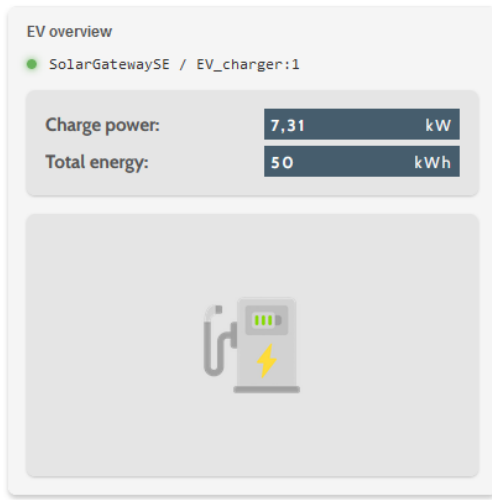 EV overview
SolarGatewaySE / EV_charger:1
Charge power: 7,31 kW
Total energy: 50 kWh